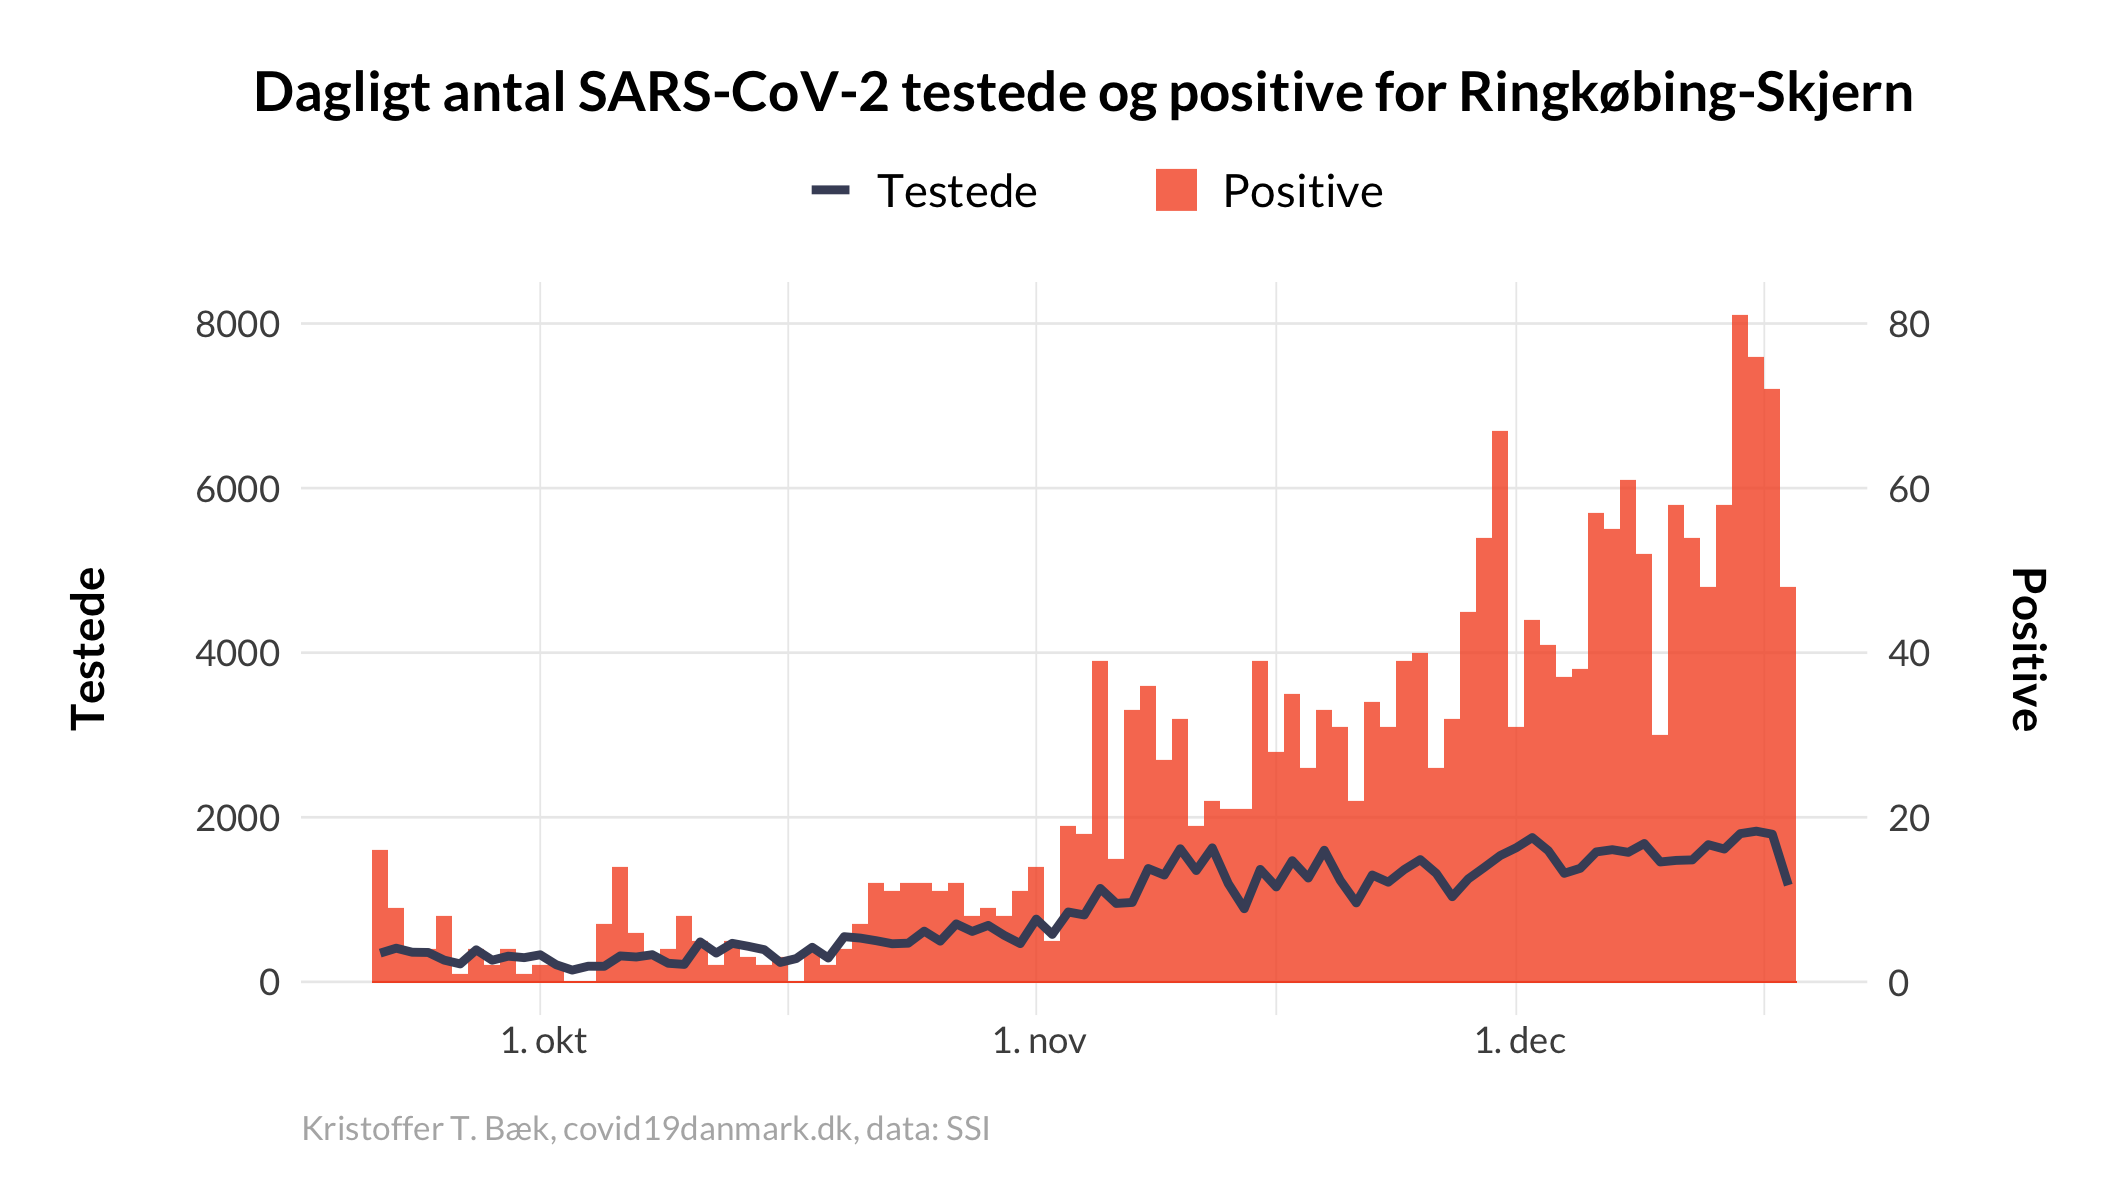 Dagligt antal SARS-CoV-2 testede og positive for Ringkøbing-Skjern
Testede Positive
8000 80
6000 60
4000 40
2000 20
0 0
Testede
Positive
1. okt 1. nov 1. dec
Kristoffer T. Bæk, covid19danmark.dk, data: SSI